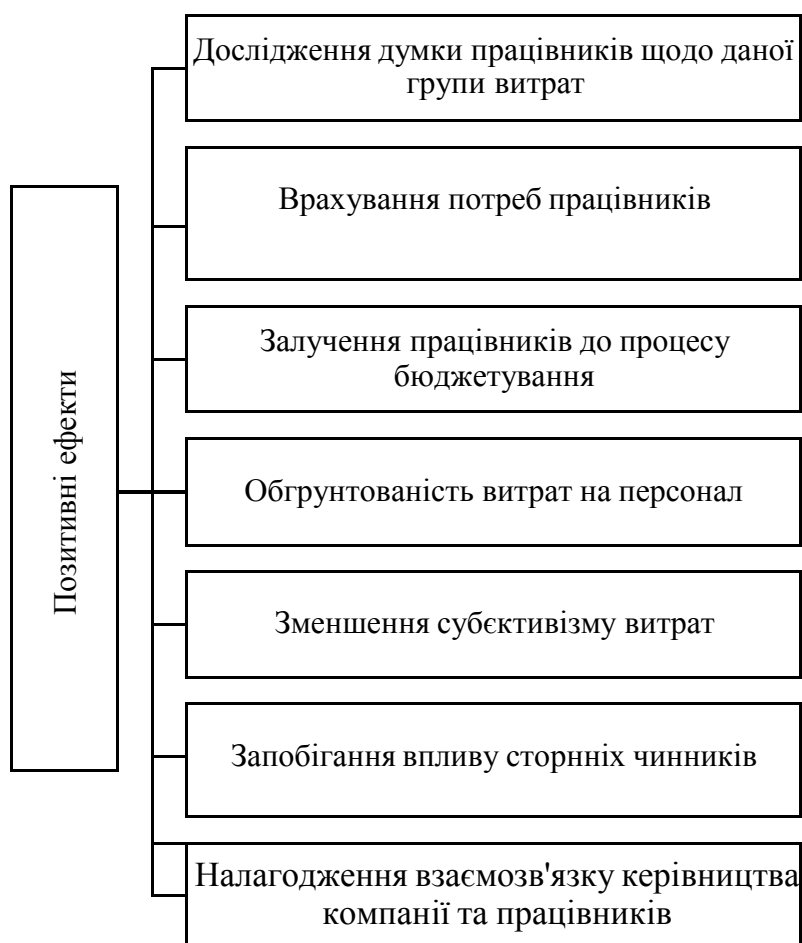 Дослідження думки працівників щодо даної
групи витрат
Врахування потреб працівників
Залучення працівників до процесу
бюджетування
Позитивні ефекти
Обгрунтованість витрат на персонал
Зменшення субєктивізму витрат
Запобігання впливу сторнніх чинників
Налагодження взаємозв'язку керівництва
компанії та працівників